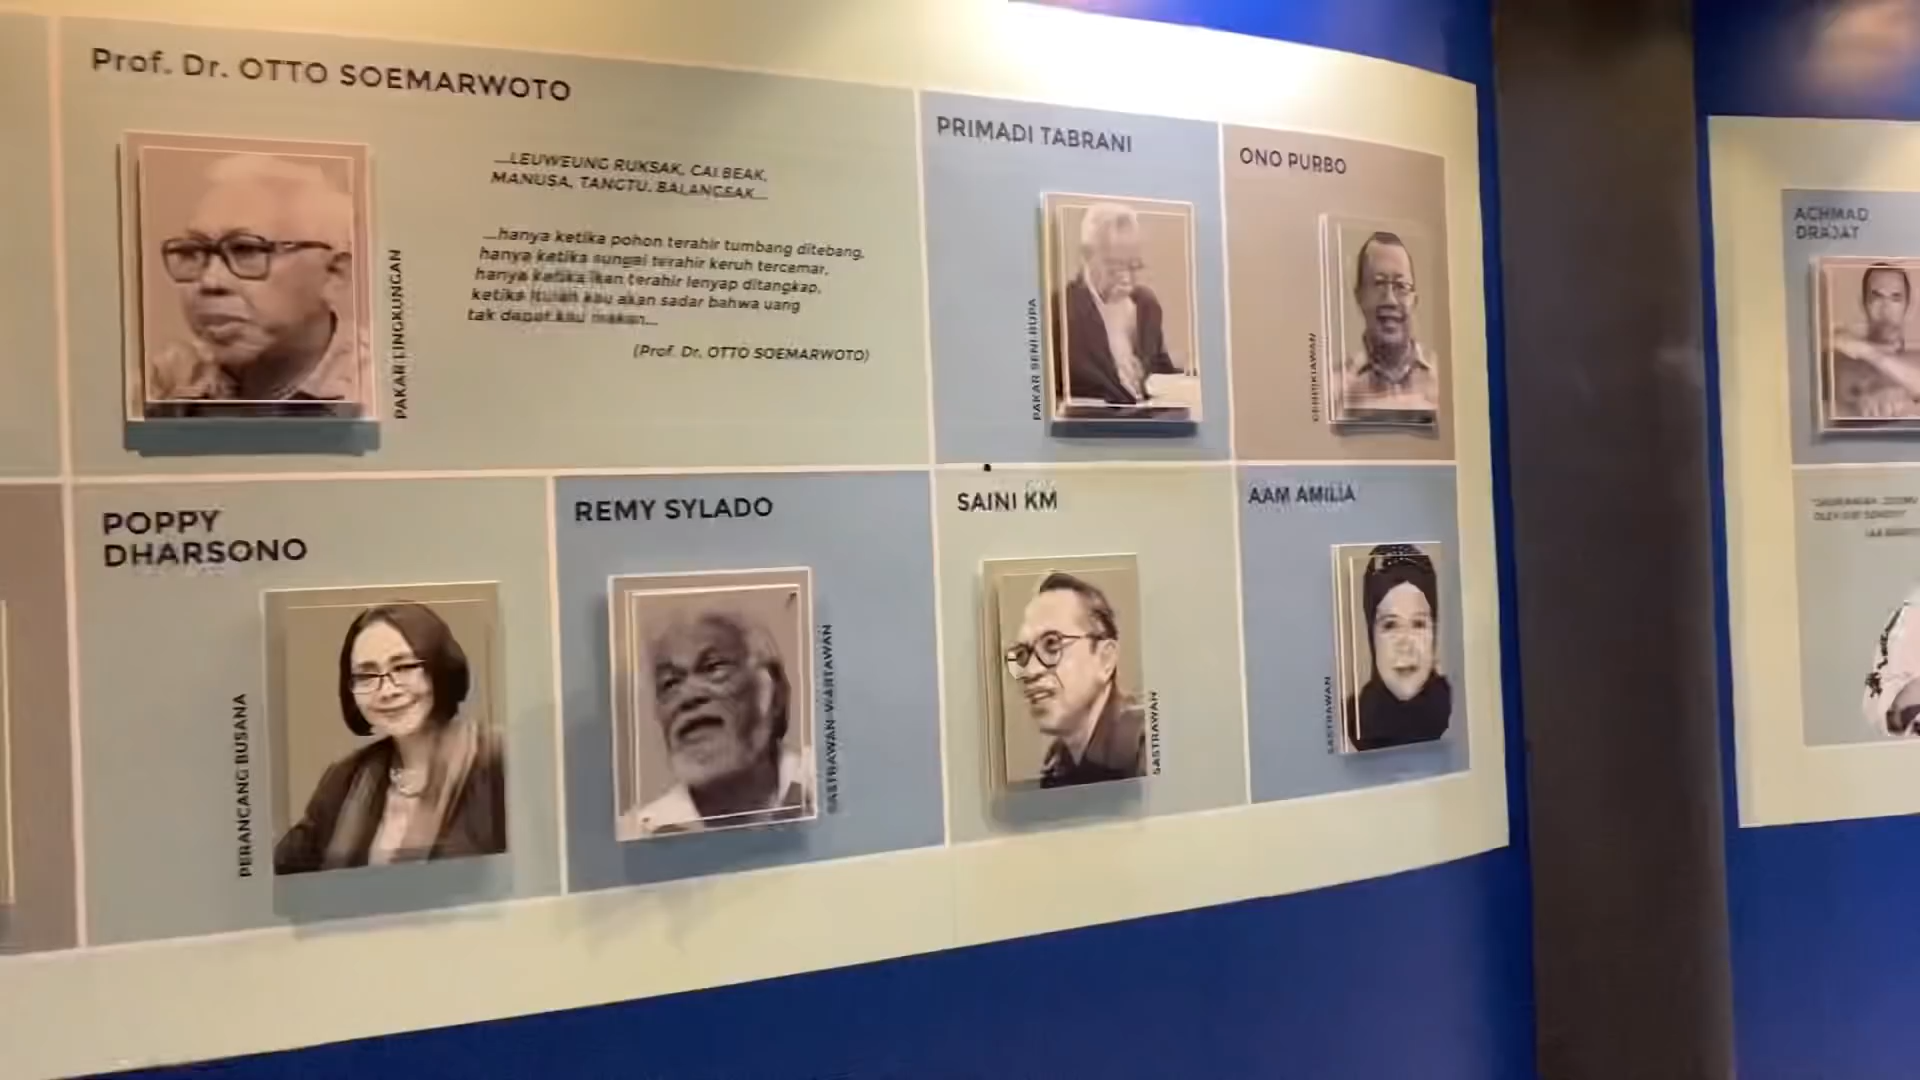 Prof. Dr. OTTO SOEMARWOTO
...LEUWEUNG RUKSAK, CAI BEAK,
MANUSA, TANGTU, BALANGSAK...
...hanya ketika pohon terahir tumbang ditebang,
hanya ketika sungai terahir keruh tercemar,
hanya ketika ikan terahir lenyap ditangkap,
ketika itulah kau akan sadar bahwa uang
tak dapat kau makan...
(Prof. Dr. OTTO SOEMARWOTO)
PAKAR LINGKUNGAN
PRIMADI TABRANI
PAKAR SENI RUPA
ONO PURBO
CENDIKIAWAN
POPPY
DHARSONO
PERANCANG BUSANA
REMY SYLADO
SASTRAWAN-WARTAWAN
SAINI KM
SASTRAWAN
AAM AMILIA
SASTRAWAN
ACHMAD
DRAJAT